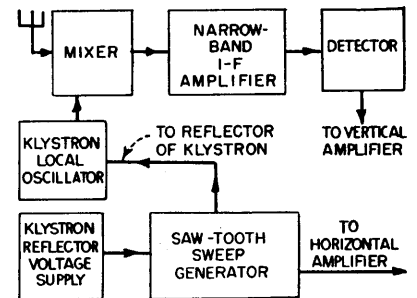 MIXER
NARROW-
BAND
I-F
AMPLIFIER
DETECTOR
TO VERTICAL
AMPLIFIER
KLYSTRON
LOCAL
OSCILLATOR
TO REFLECTOR
OF KLYSTRON
KLYSTRON
REFLECTOR
VOLTAGE
SUPPLY
SAW-TOOTH
SWEEP
GENERATOR
TO
HORIZONTAL
AMPLIFIER